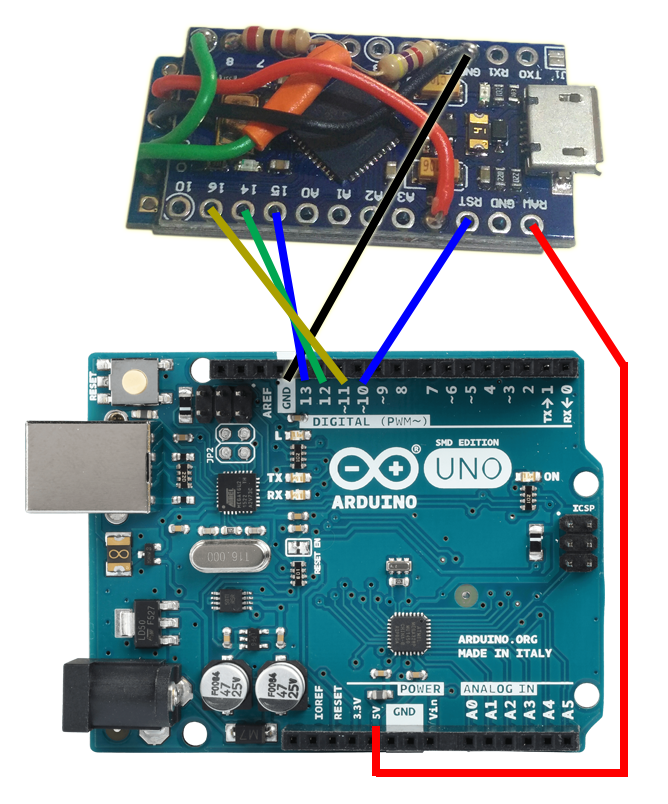 8 7 GND RX1 TXO J1
10 16 14 15 A0 A1 A2 A3 RST GND RAW
RESET
AREF
GND
13
12
~11
~10
~9
8
7
~6
~5
4
~3
2
TX→1
RX←0
DIGITAL (PWM~)
L
JP2
TX
RX
SMD EDITION
UNO
ARDUINO
ON
ICSP
RESET EN
T16.000
ARDUINO.ORG
MADE IN ITALY
POWER
ANALOG IN
IOREF
RESET
3.3V
5V
GND
Vin
A0
A1
A2
A3
A4
A5
47
25V
47
25V